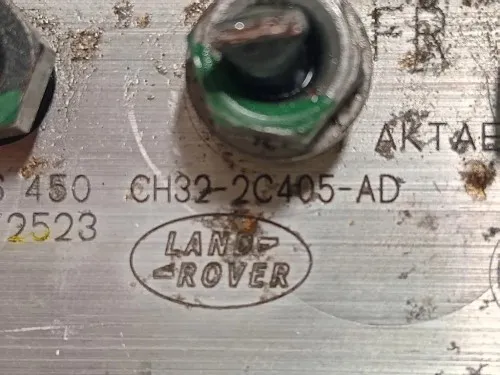 FR
AKTAE
450 CH32-2C405-AD
2523
LAND
ROVER